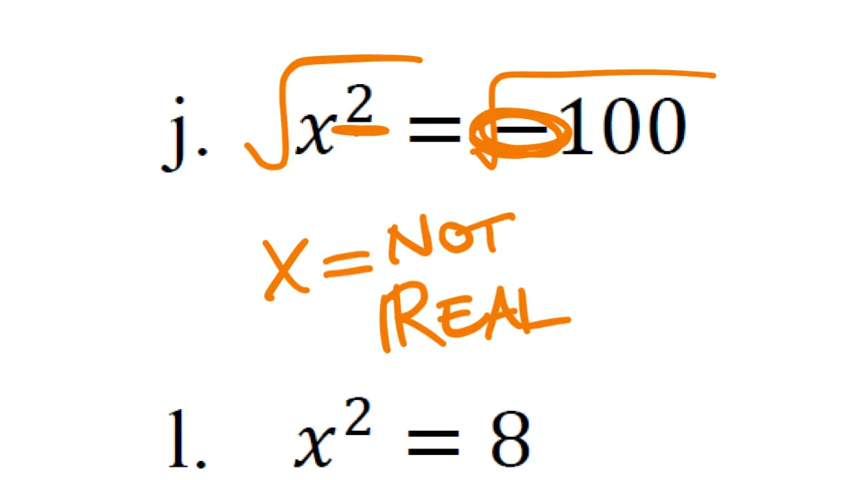 j. √x² = √-100
X = NOT
REAL
l. x² = 8